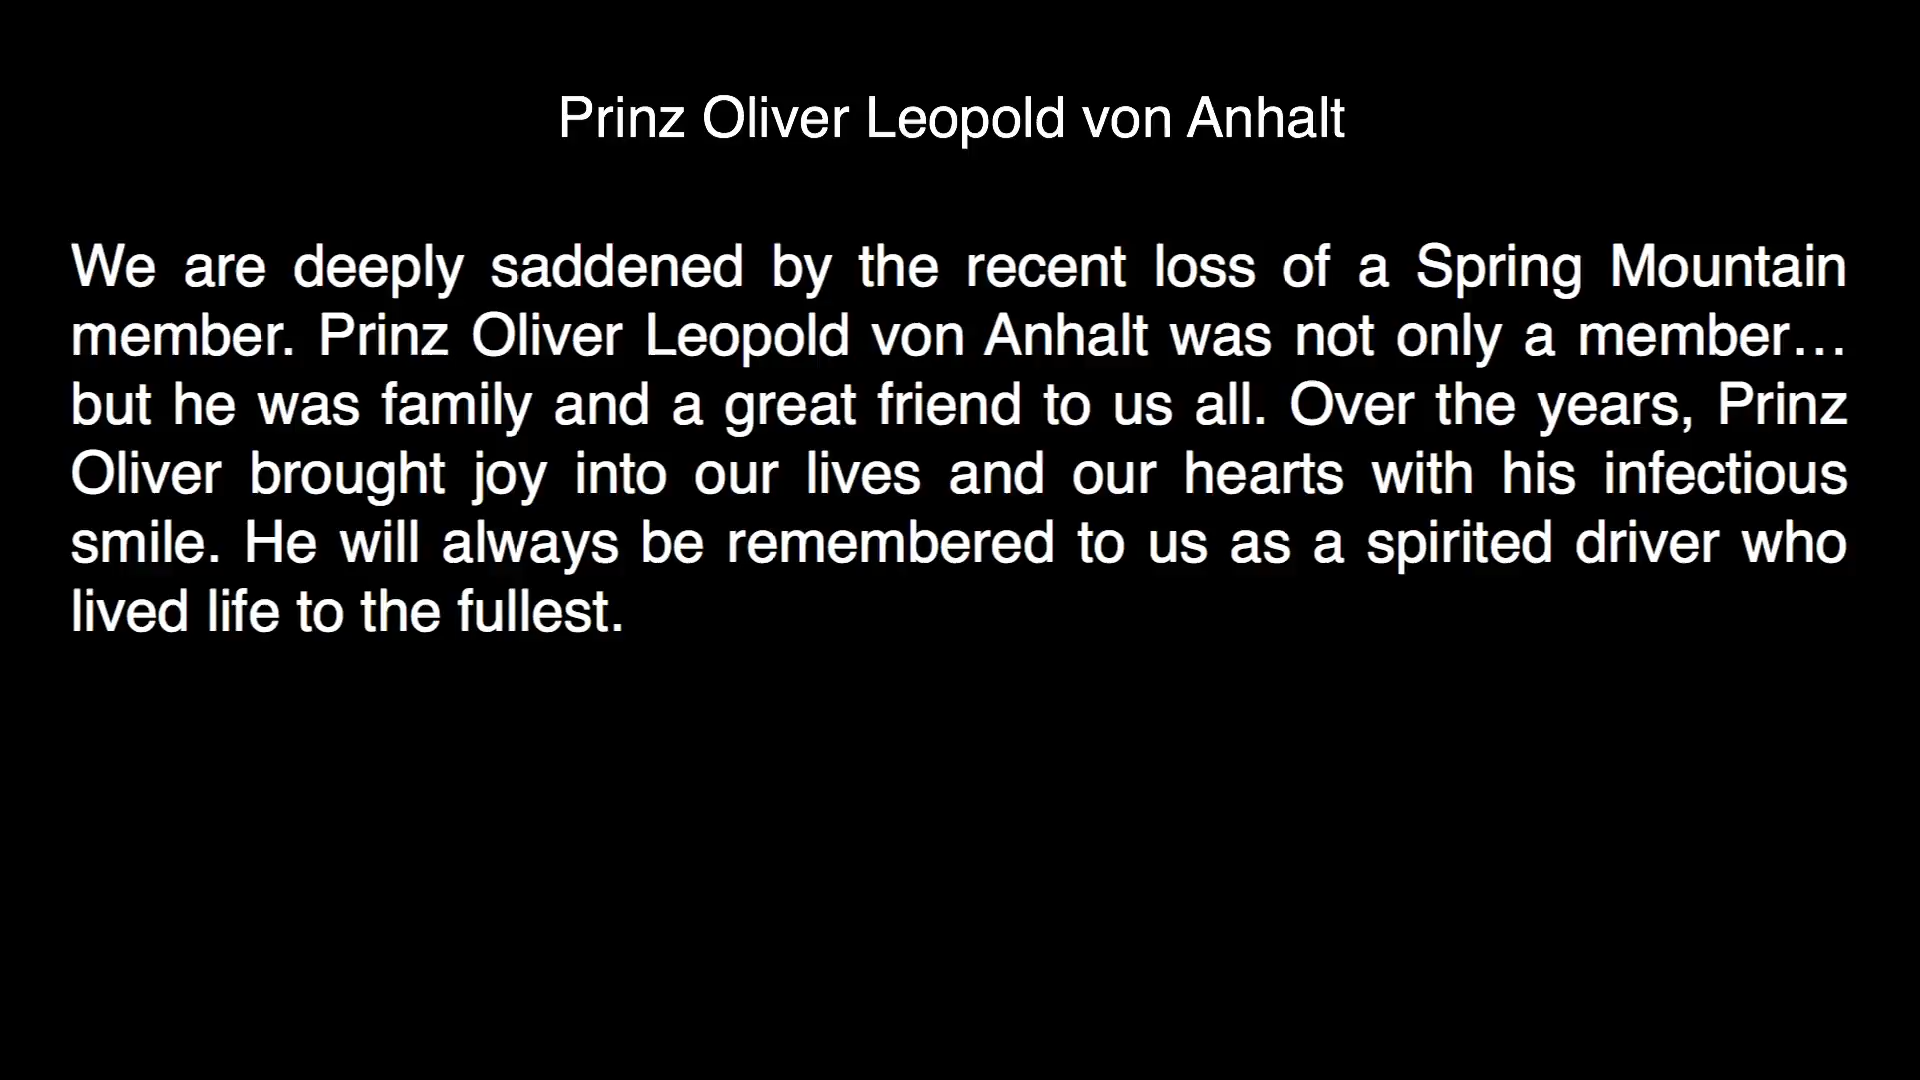 Prinz Oliver Leopold von Anhalt
We are deeply saddened by the recent loss of a Spring Mountain
member. Prinz Oliver Leopold von Anhalt was not only a member…
but he was family and a great friend to us all. Over the years, Prinz
Oliver brought joy into our lives and our hearts with his infectious
smile. He will always be remembered to us as a spirited driver who
lived life to the fullest.